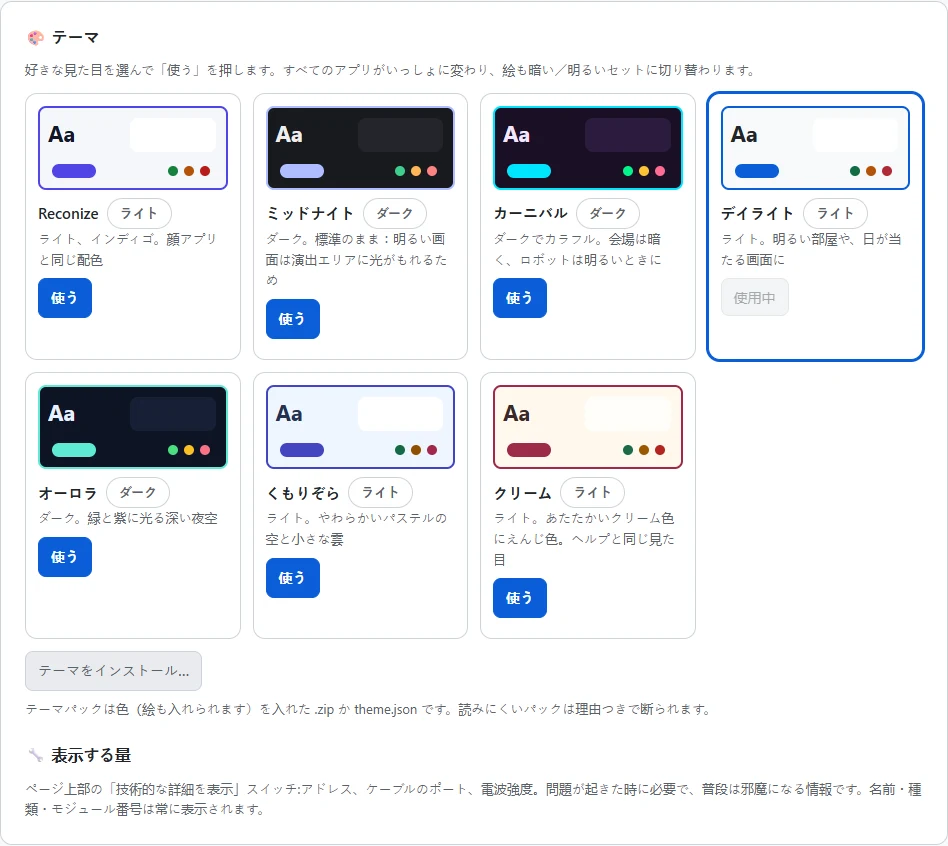 テーマ
好きな見た目を選んで「使う」を押します。すべてのアプリがいっしょに変わり、絵も暗い／明るいセットに切り替わります。
Aa
Reconize ライト
ライト、インディゴ。顔アプリ
と同じ配色
使う
Aa
ミッドナイト ダーク
ダーク。標準のまま：明るい画
面は演出エリアに光がもれるた
め
使う
Aa
カーニバル ダーク
ダークでカラフル。会場は暗
く、ロボットは明るいときに
使う
Aa
デイライト ライト
ライト。明るい部屋や、日が当
たる画面に
使用中
Aa
オーロラ ダーク
ダーク。緑と紫に光る深い夜空
使う
Aa
くもりぞら ライト
ライト。やわらかいパステルの
空と小さな雲
使う
Aa
クリーム ライト
ライト。あたたかいクリーム色
にえんじ色。ヘルプと同じ見た
目
使う
テーマをインストール...
テーマパックは色（絵も入れられます）を入れた .zip か theme.json です。読みにくいパックは理由つきで断られます。
表示する量
ページ上部の「技術的な詳細を表示」スイッチ:アドレス、ケーブルのポート、電波強度。問題が起きた時に必要で、普段は邪魔になる情報です。名前・種
類・モジュール番号は常に表示されます。